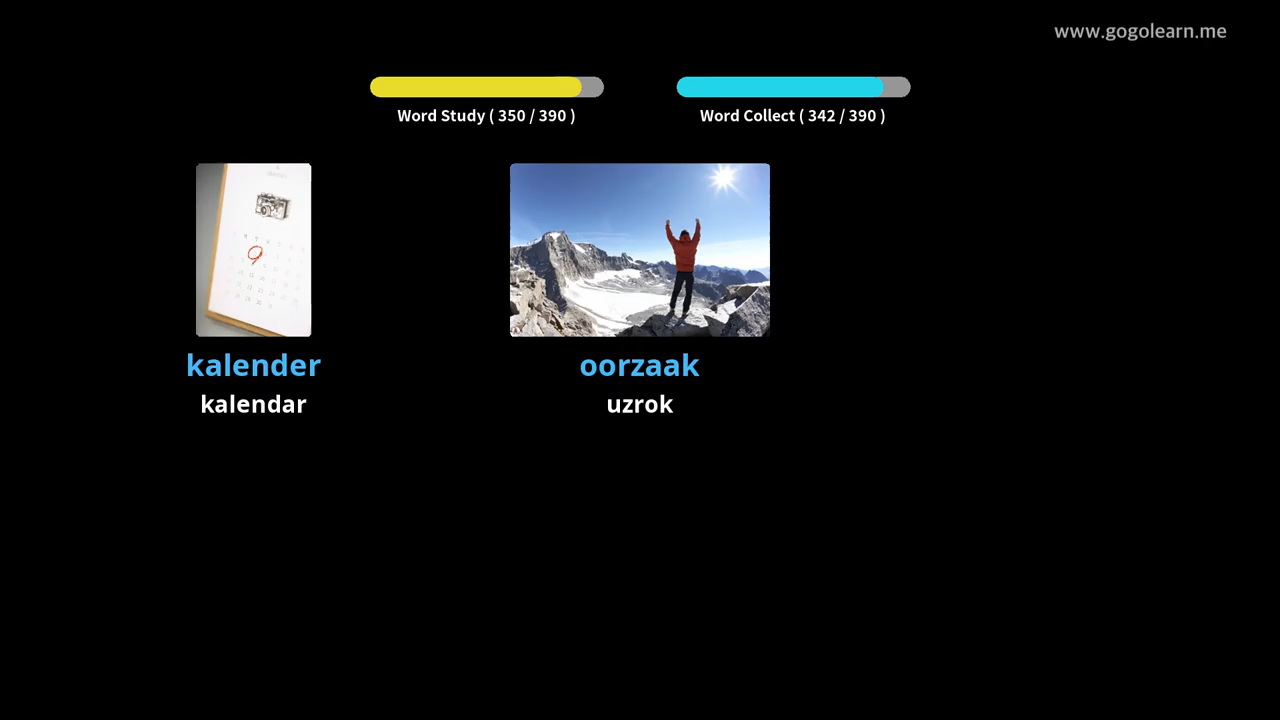 www.gogolearn.me
Word Study ( 350 / 390 )
Word Collect ( 342 / 390 )
kalender
kalendar
oorzaak
uzrok